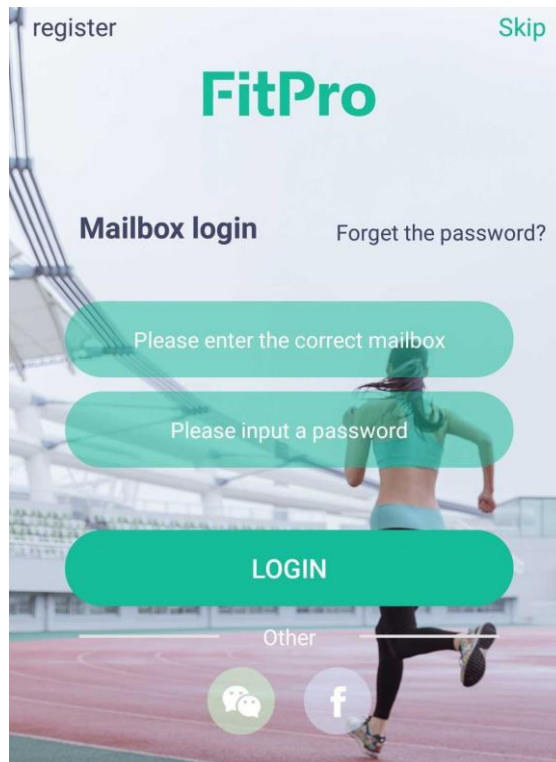 register
Skip
FitPro
Mailbox login
Forget the password?
Please enter the correct mailbox
Please input a password
LOGIN
Other
f